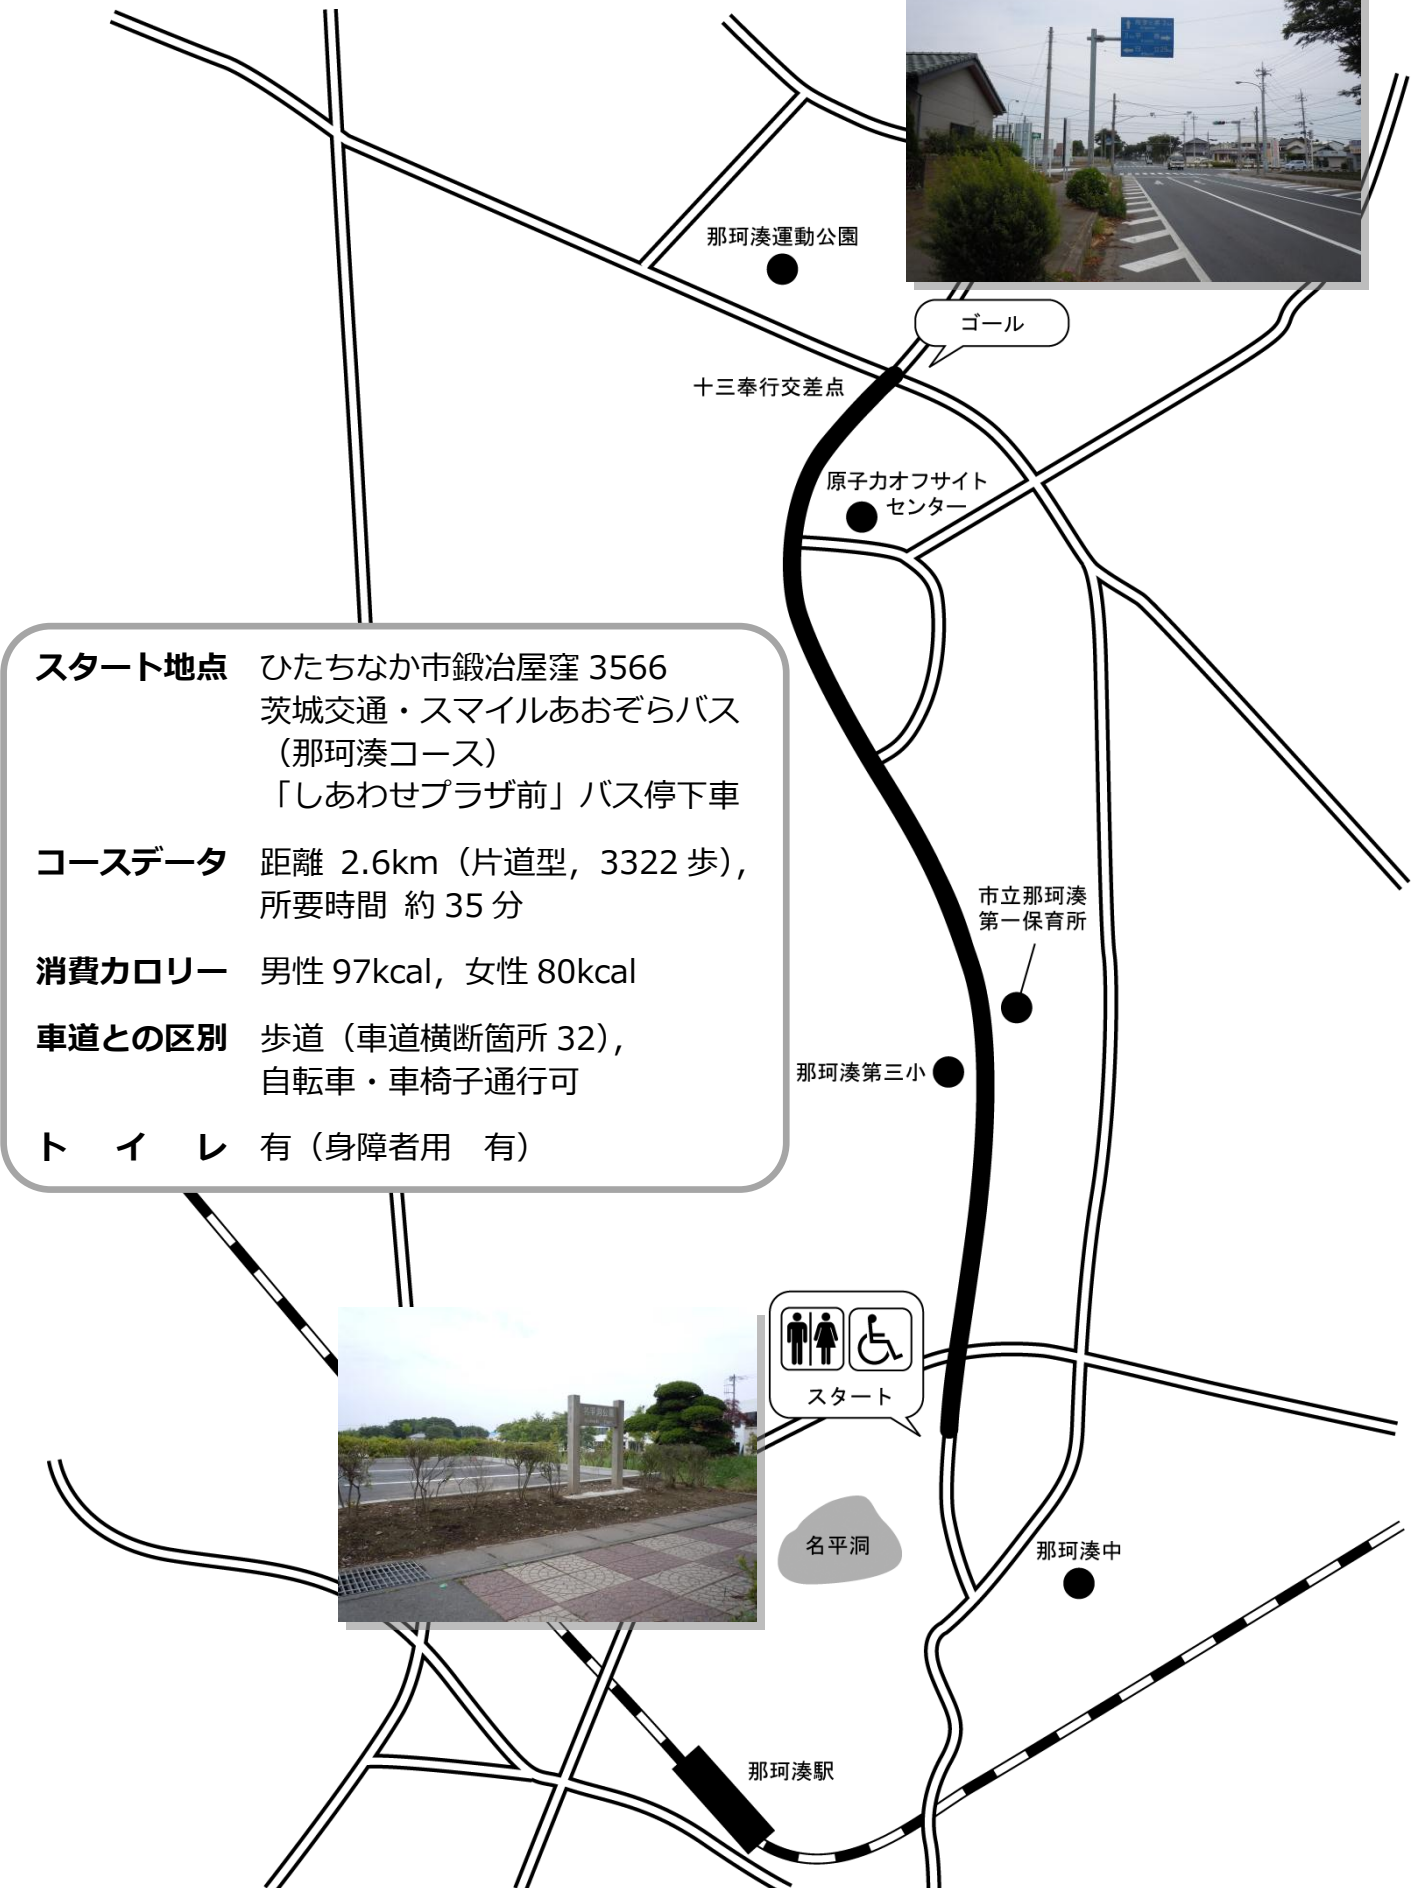 那珂湊運動公園
ゴール
十三奉行交差点
原子力オフサイト
センター
スタート地点 ひたちなか市鍛冶屋窪 3566
茨城交通・スマイルあおぞらバス
（那珂湊コース）
「しあわせプラザ前」バス停下車
コースデータ 距離 2.6km（片道型，3322 歩），
所要時間 約 35 分
消費カロリー 男性 97kcal，女性 80kcal
車道との区別 歩道（車道横断箇所 32），
自転車・車椅子通行可
トイレ 有（身障者用　有）
市立那珂湊
第一保育所
那珂湊第三小
スタート
名平洞
那珂湊中
那珂湊駅